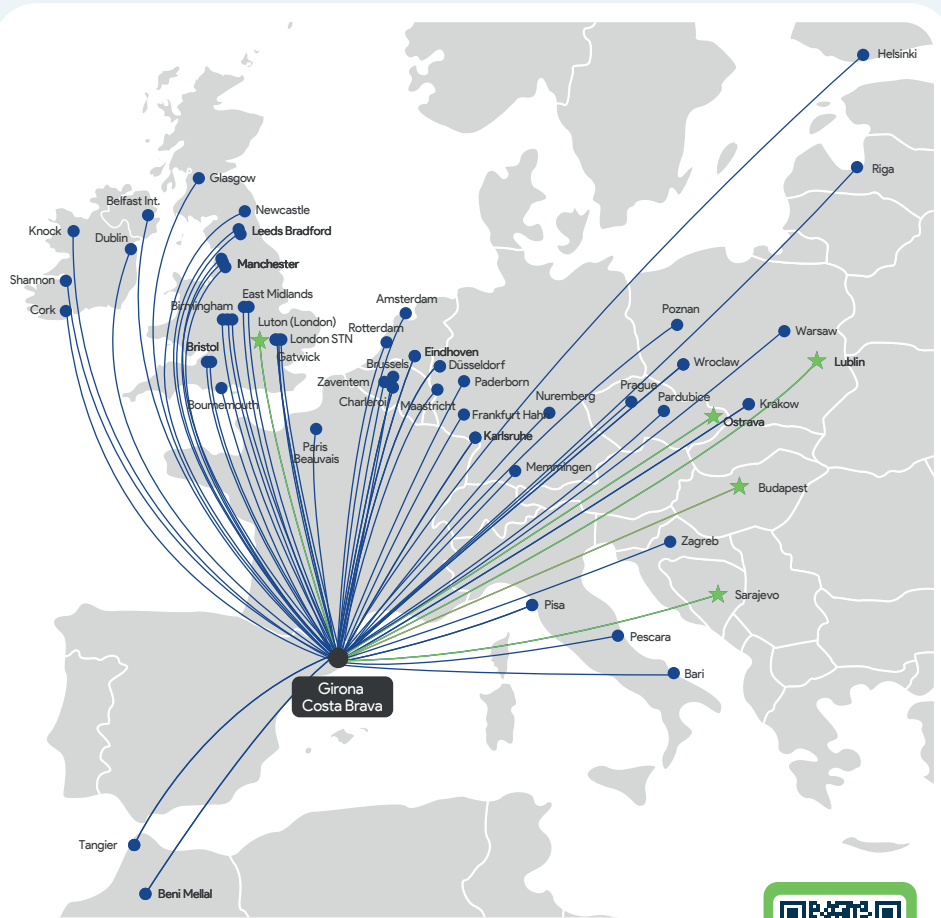 Helsinki
Riga
Glasgow
Belfast Int.
Newcastle
Knock
Leeds Bradford
Dublin
Manchester
Shannon
East Midlands
Birmingham
Cork
Amsterdam
Poznan
Luton (London)
Rotterdam
Warsaw
London STN
Bristol
Gatwick
Eindhoven
Lublin
Brussels
Düsseldorf
Wroclaw
Zaventem
Paderborn
Prague
Nuremberg
Pardubice
Charleroi
Maastricht
Krakow
Bournemouth
Frankfurt Hahn
Ostrava
Karlsruhe
Paris
Beauvais
Memmingen
Budapest
Zagreb
Sarajevo
Pisa
Pescara
Bari
Girona
Costa Brava
Tangier
Beni Mellal